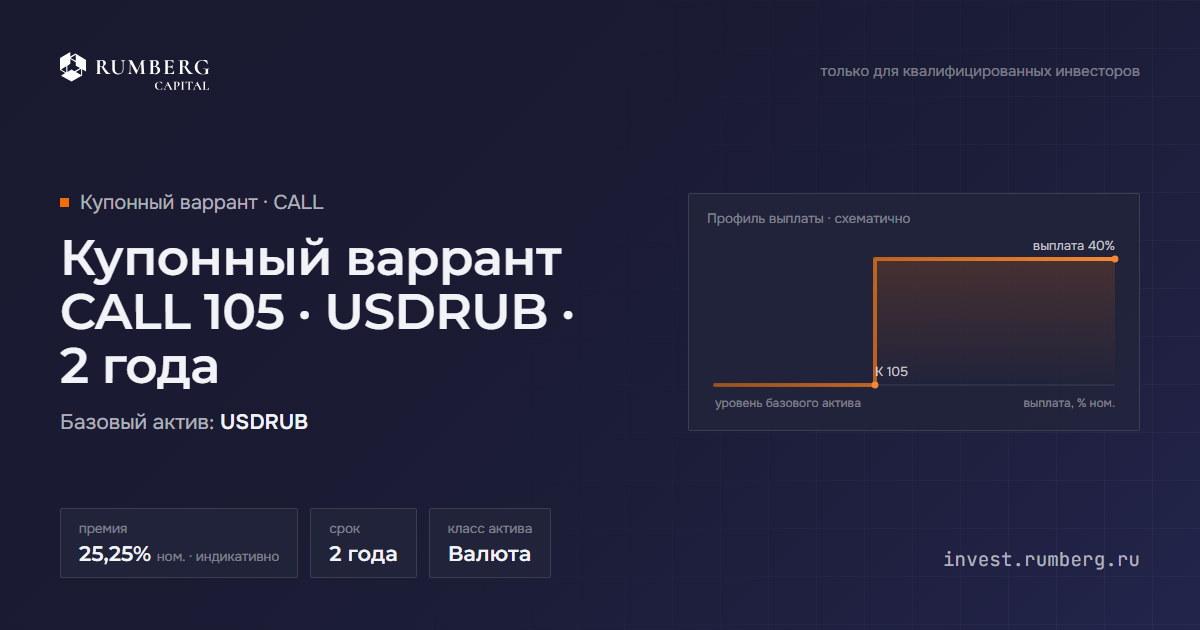 RUMBERG
CAPITAL
только для квалифицированных инвесторов
Купонный варрант · CALL
Купонный варрант
CALL 105 · USDRUB ·
2 года
Базовый актив: USDRUB
Профиль выплаты · схематично
выплата 40%
К 105
уровень базового актива
выплата, % ном.
премия
25,25% ном. · индикативно
срок
2 года
класс актива
Валюта
invest.rumberg.ru